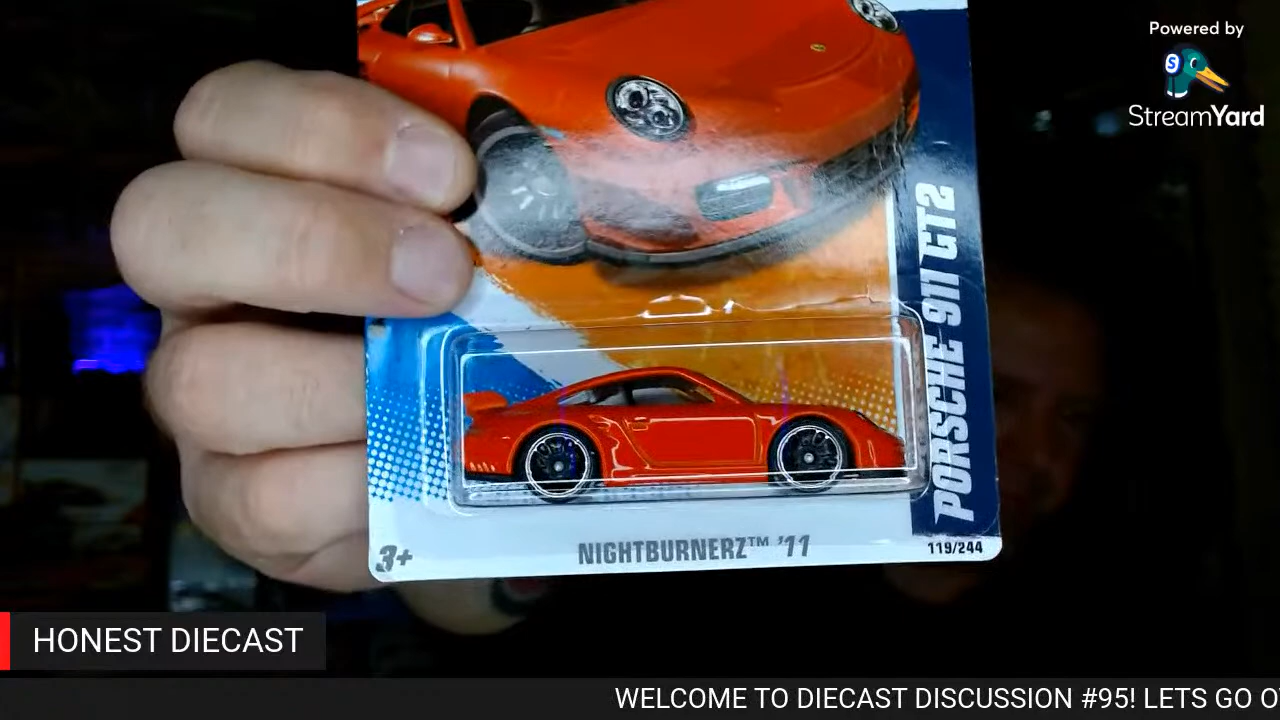 Powered by
S
StreamYard
PORSCHE 911 GT2
NIGHTBURNERZ™ '11
119/244
3+
HONEST DIECAST
WELCOME TO DIECAST DISCUSSION #95! LETS GO O